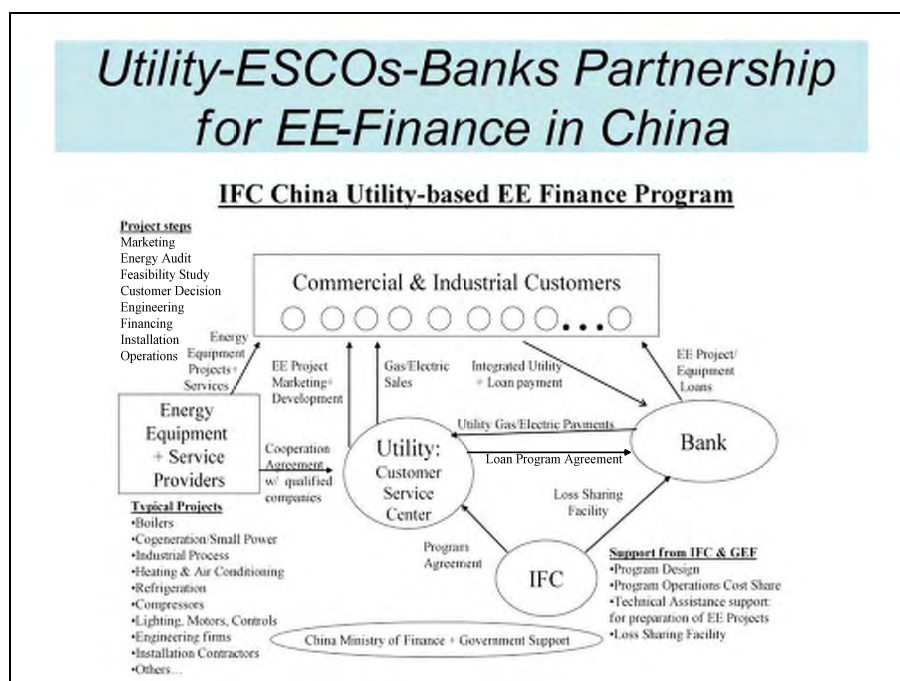 Utility-ESCOs-Banks Partnership
for EE-Finance in China
IFC China Utility-based EE Finance Program
Project steps
Marketing
Energy Audit
Feasibility Study
Customer Decision
Engineering
Financing
Installation
Operations
Commercial & Industrial Customers
Energy
Equipment
Projects+
Services
EE Project
Marketing+
Development
Gas/Electric
Sales
Integrated Utility
+ Loan payment
EE Project/
Equipment
Loans
Energy
Equipment
+ Service
Providers
Cooperation
Agreement
w/ qualified
companies
Utility:
Customer
Service
Center
Utility Gas/Electric Payments
Loan Program Agreement
Bank
Loss Sharing
Facility
Program
Agreement
IFC
Typical Projects
•Boilers
•Cogeneration/Small Power
•Industrial Process
•Heating & Air Conditioning
•Refrigeration
•Compressors
•Lighting, Motors, Controls
•Engineering firms
•Installation Contractors
•Others…
Support from IFC & GEF
•Program Design
•Program Operations Cost Share
•Technical Assistance support:
for preparation of EE Projects
•Loss Sharing Facility
China Ministry of Finance + Government Support